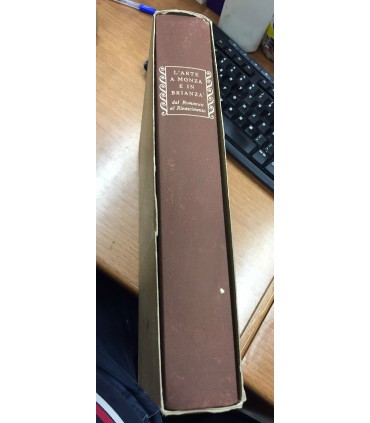 L'ARTE
A MONZA
E IN
BRIANZA
dal Romanico
al Rinascimento